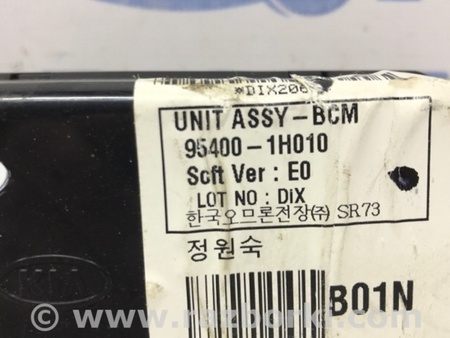 *DIX206
UNIT ASSY-BCM
95400-1H010
Soft Ver : E0
LOT NO : DiX
한국오므론전장(주) SR73
정원숙
KIA
B01N
© www.razborka.com